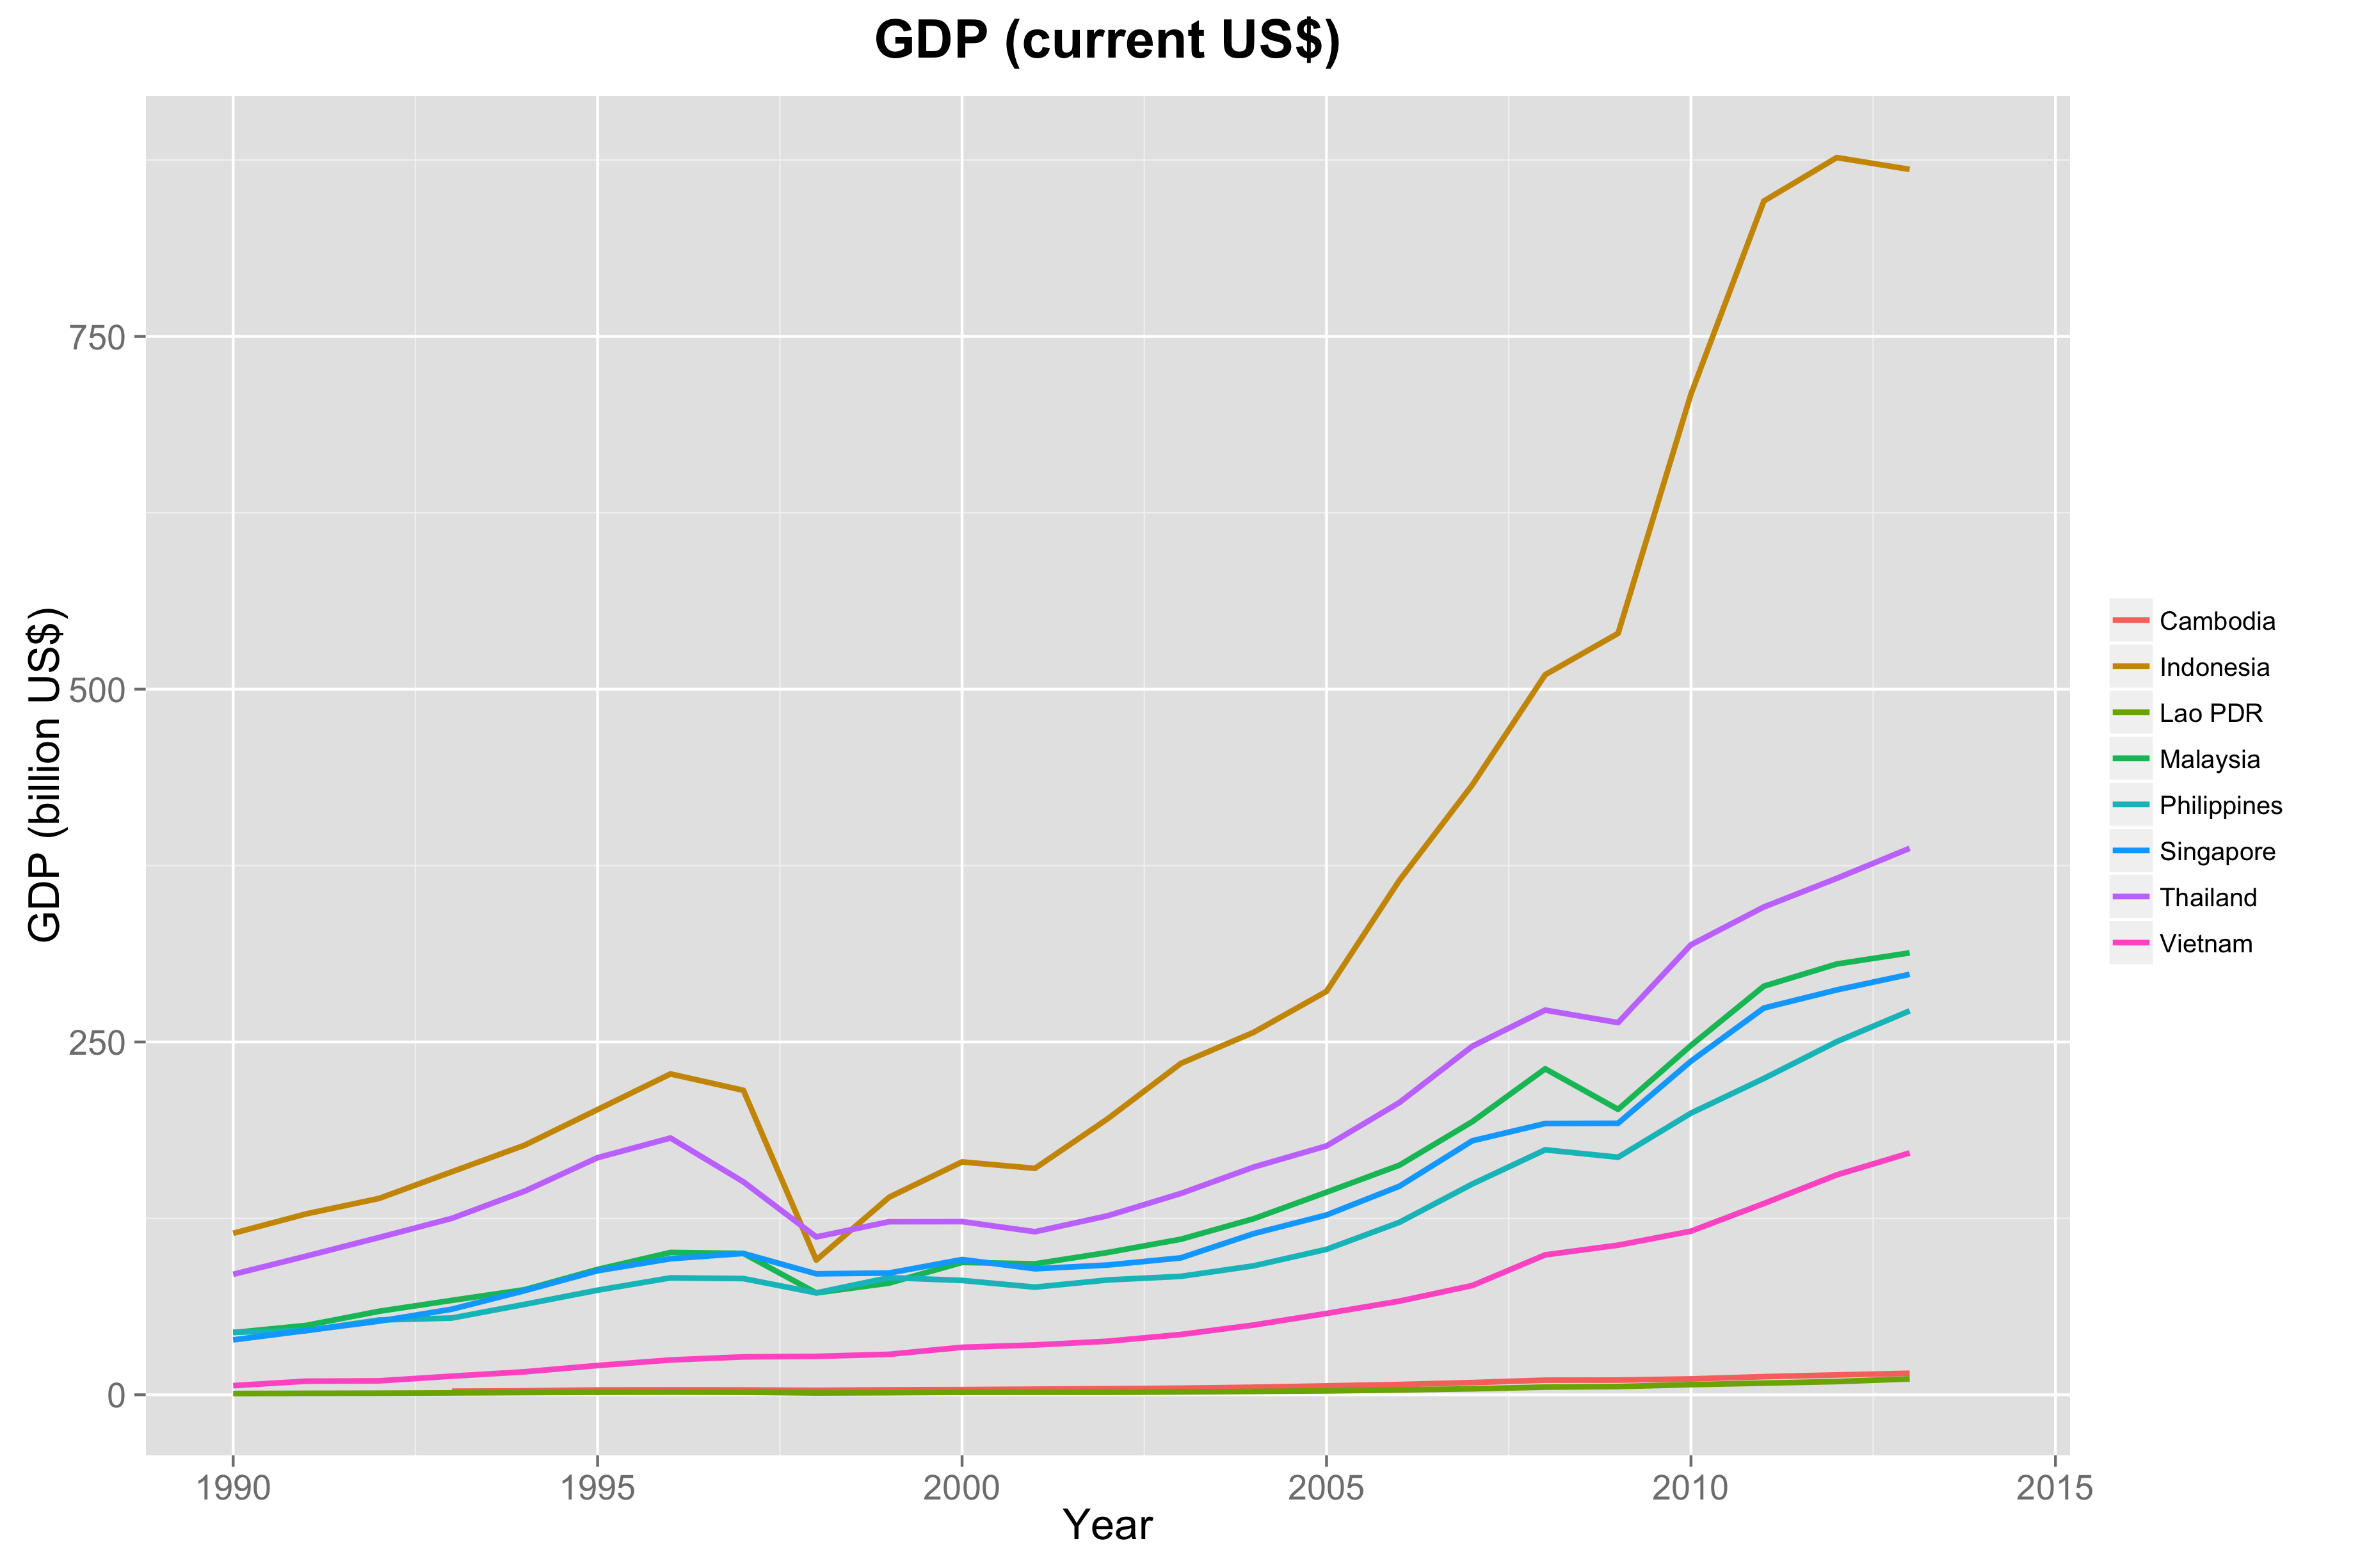 GDP (current US$)
GDP (billion US$)
750
500
250
0
1990 1995 2000 2005 2010 2015
Year
Cambodia
Indonesia
Lao PDR
Malaysia
Philippines
Singapore
Thailand
Vietnam